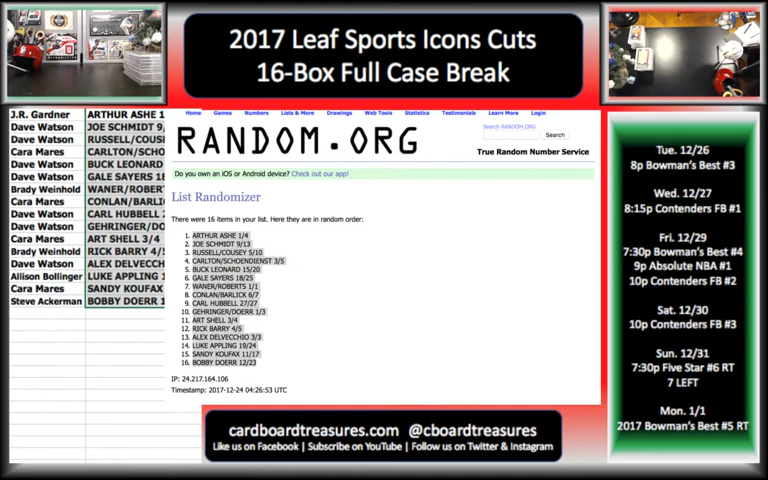 2017 Leaf Sports Icons Cuts
16-Box Full Case Break
J.R. Gardner ARTHUR ASHE 1
Dave Watson JOE SCHMIDT 9/
Dave Watson RUSSELL/COUSE
Cara Mares CARLTON/SCHO
Dave Watson BUCK LEONARD
Dave Watson GALE SAYERS 18
Brady Weinhold WANER/ROBERT
Cara Mares CONLAN/BARLIC
Dave Watson CARL HUBBELL 2
Dave Watson GEHRINGER/DO
Cara Mares ART SHELL 3/4
Brady Weinhold RICK BARRY 4/5
Dave Watson ALEX DELVECCH
Allison Bollinger LUKE APPLING 1
Cara Mares SANDY KOUFAX
Steve Ackerman BOBBY DOERR 1
Home Games Numbers Lists & More Drawings Web Tools Statistics Testimonials Learn More Login
RANDOM.ORG
Search RANDOM.ORG
Search
True Random Number Service
Do you own an iOS or Android device? Check out our app!
List Randomizer
There were 16 items in your list. Here they are in random order:
1. ARTHUR ASHE 1/4
2. JOE SCHMIDT 9/13
3. RUSSELL/COUSEY 5/10
4. CARLTON/SCHOENDIENST 3/5
5. BUCK LEONARD 15/20
6. GALE SAYERS 18/25
7. WANER/ROBERTS 1/1
8. CONLAN/BARLICK 6/7
9. CARL HUBBELL 27/27
10. GEHRINGER/DOERR 1/3
11. ART SHELL 3/4
12. RICK BARRY 4/5
13. ALEX DELVECCHIO 3/3
14. LUKE APPLING 19/24
15. SANDY KOUFAX 11/17
16. BOBBY DOERR 12/23
IP: 24.217.164.106
Timestamp: 2017-12-24 04:26:53 UTC
Tue. 12/26
8p Bowman's Best #3
Wed. 12/27
8:15p Contenders FB #1
Fri. 12/29
7:30p Bowman's Best #4
9p Absolute NBA #1
10p Contenders FB #2
Sat. 12/30
10p Contenders FB #3
Sun. 12/31
7:30p Five Star #6 RT
7 LEFT
Mon. 1/1
2017 Bowman's Best #5 RT
cardboardtreasures.com @cboardtreasures
Like us on Facebook | Subscribe on YouTube | Follow us on Twitter & Instagram